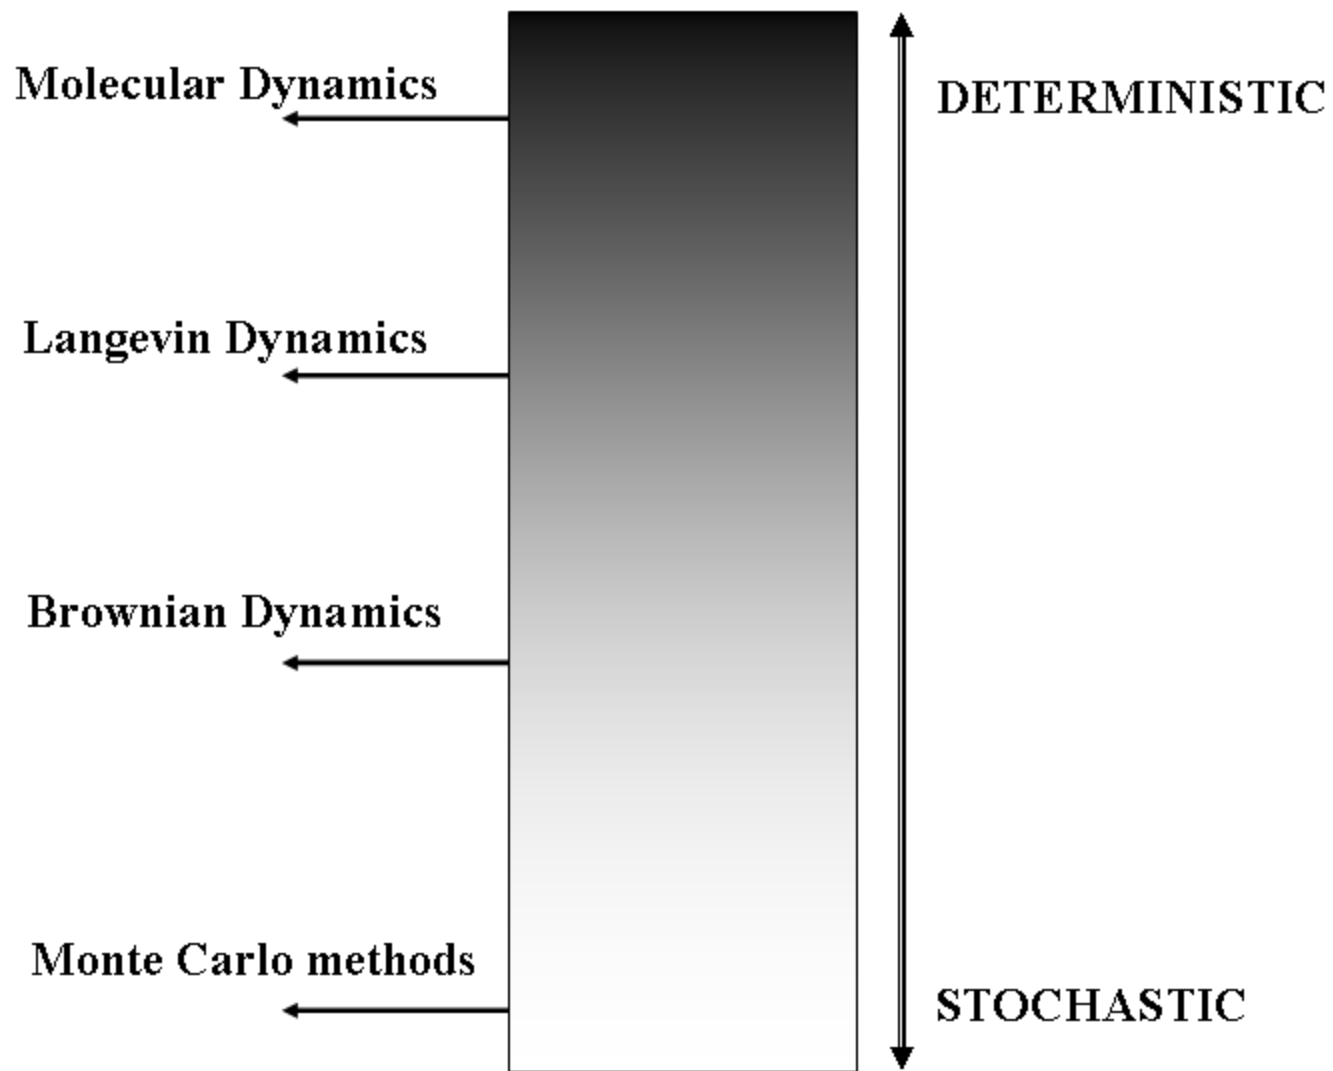 Molecular Dynamics
DETERMINISTIC
Langevin Dynamics
Brownian Dynamics
Monte Carlo methods
STOCHASTIC